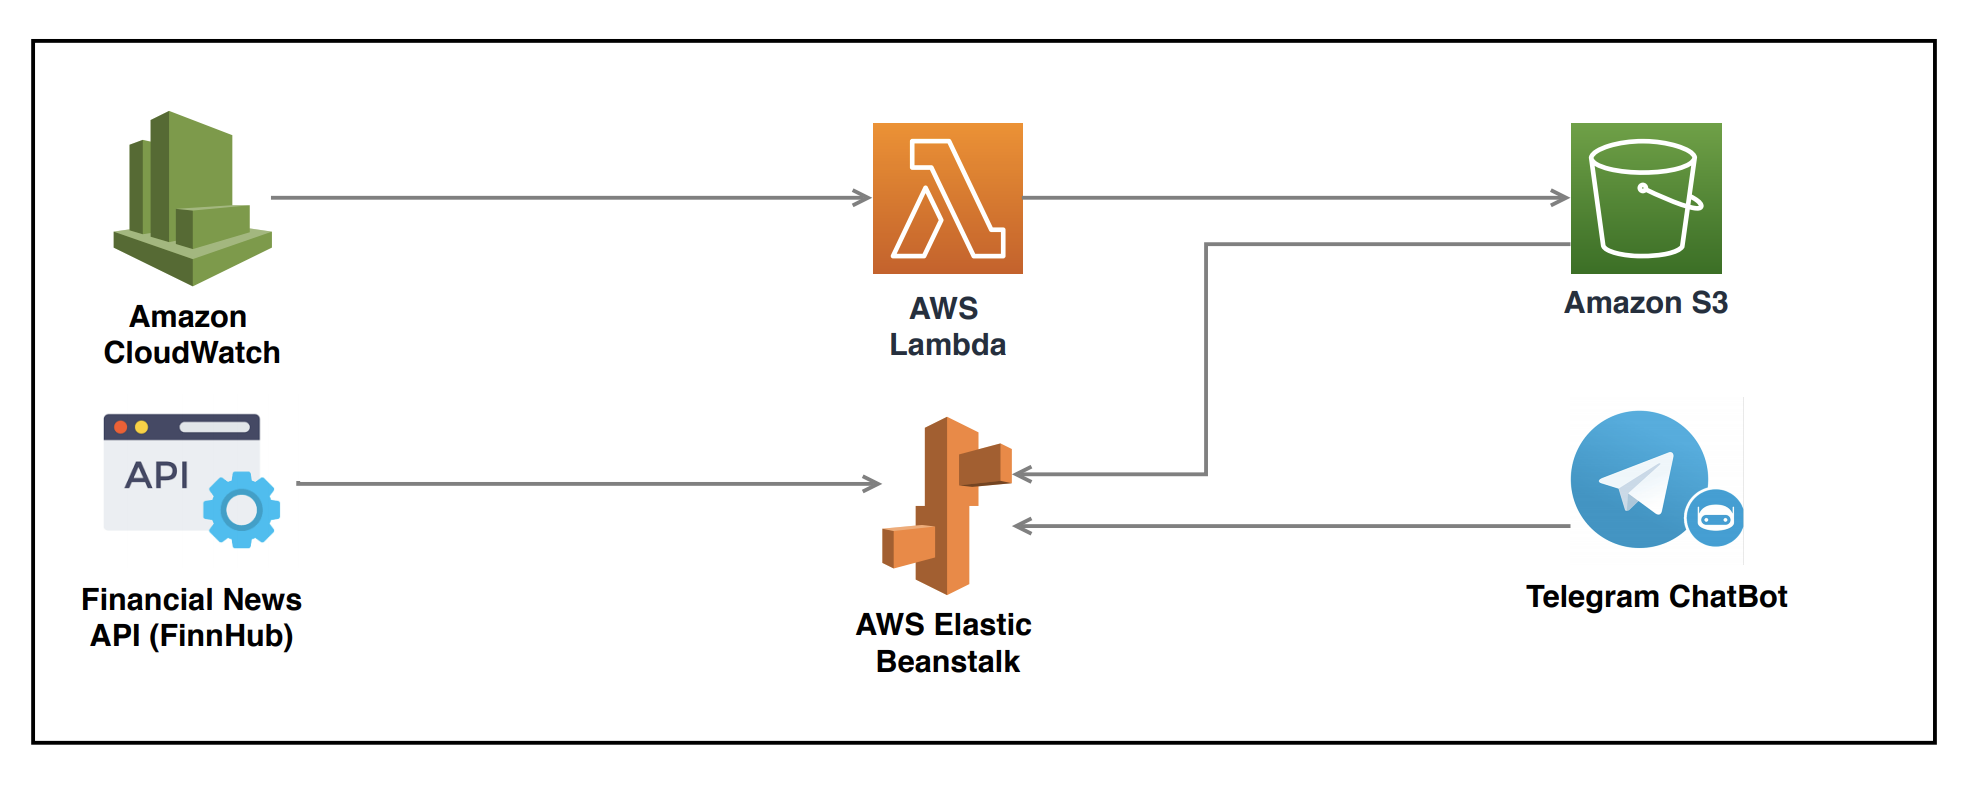 Amazon
CloudWatch
AWS
Lambda
Amazon S3
API
Financial News
API (FinnHub)
AWS Elastic
Beanstalk
Telegram ChatBot